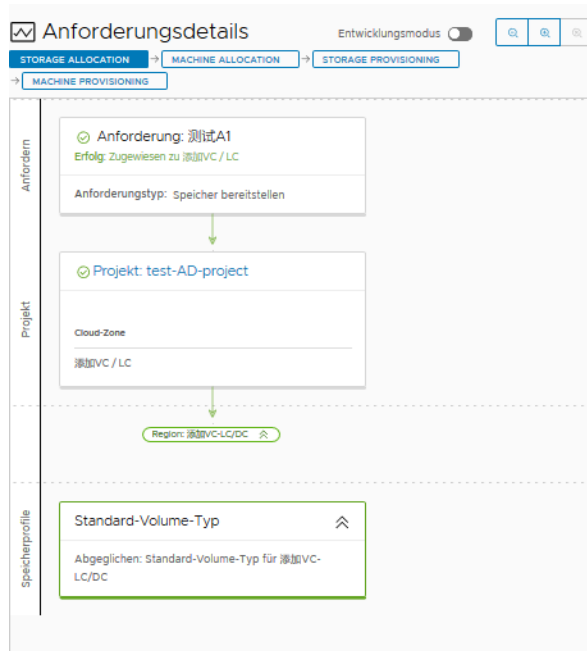 Anforderungsdetails
Entwicklungsmodus
STORAGE ALLOCATION
MACHINE ALLOCATION
STORAGE PROVISIONING
MACHINE PROVISIONING
Anfordern
Anforderung: 测试A1
Erfolg: Zugewiesen zu 添加VC / LC
Anforderungstyp: Speicher bereitstellen
Projekt
Projekt: test-AD-project
Cloud-Zone
添加VC / LC
Region: 添加VC-LC/DC
Speicherprofile
Standard-Volume-Typ
Abgeglichen: Standard-Volume-Typ für 添加VC-
LC/DC